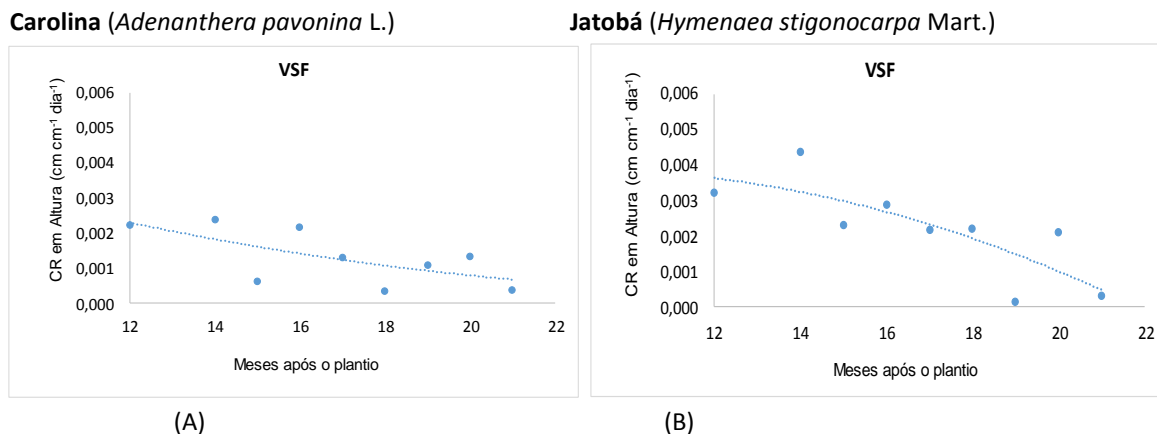 Carolina (Adenanthera pavonina L.)
Jatobá (Hymenaea stigonocarpa Mart.)
VSF
CR em Altura (cm cm⁻¹ dia⁻¹)
0,006
0,005
0,004
0,003
0,002
0,001
0,000
12 14 16 18 20 22
Meses após o plantio
(A)
VSF
CR em Altura (cm cm⁻¹ dia⁻¹)
0,006
0,005
0,004
0,003
0,002
0,001
0,000
12 14 16 18 20 22
Meses após o plantio
(B)